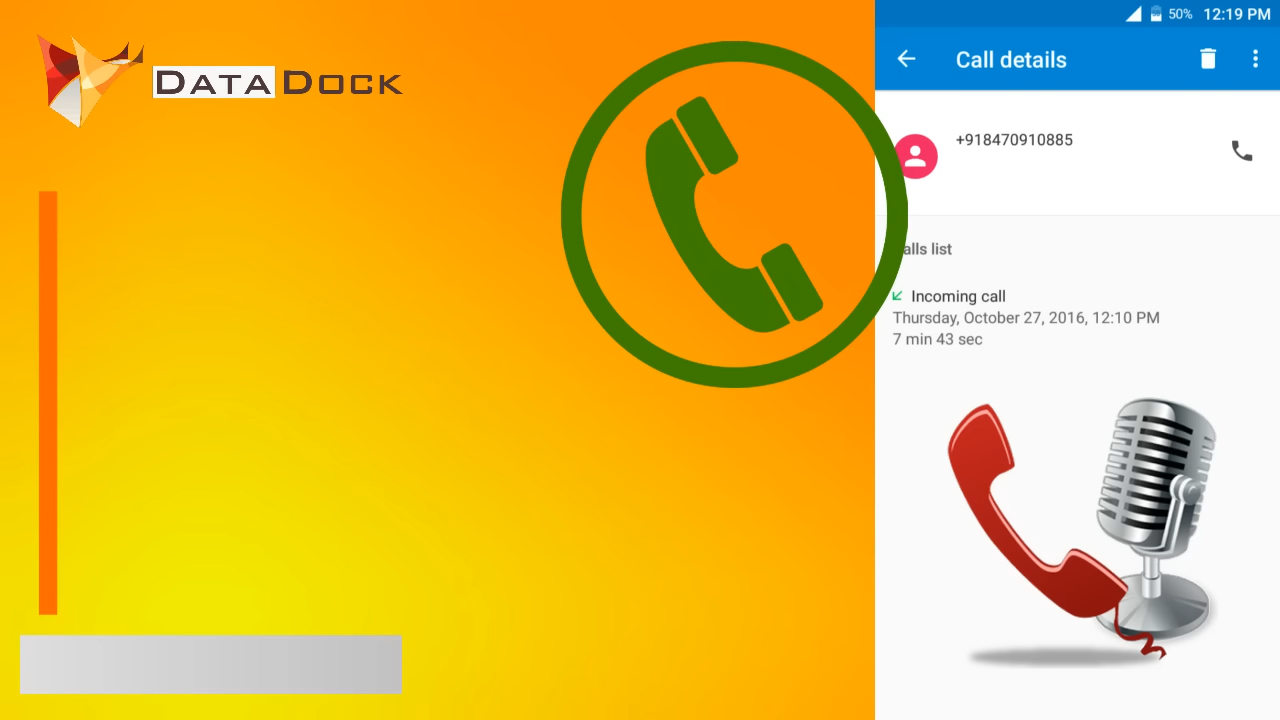 DATA DOCK
50% 12:19 PM
Call details
+918470910885
alls list
Incoming call
Thursday, October 27, 2016, 12:10 PM
7 min 43 sec